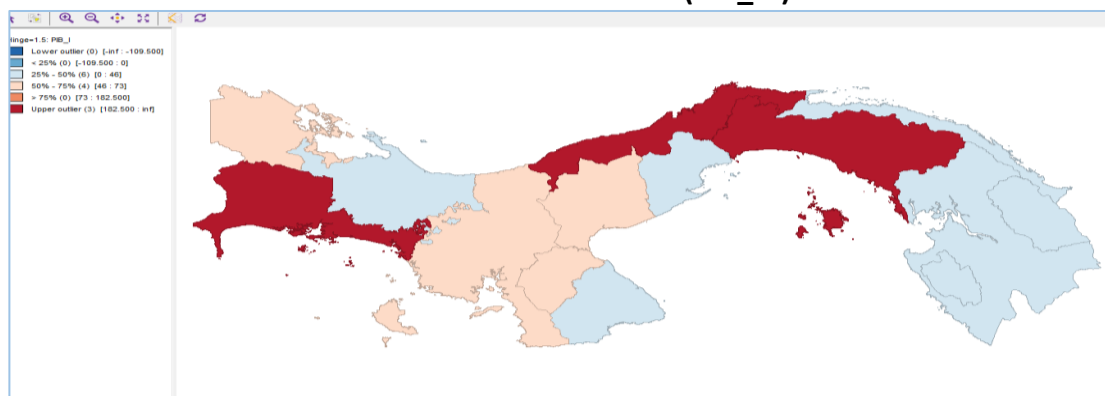 Hinge=1.5: PIB_I
Lower outlier (0) [-inf : -109.500]
< 25% (0) [-109.500 : 0]
25% - 50% (6) [0 : 46]
50% - 75% (4) [46 : 73]
> 75% (0) [73 : 182.500]
Upper outlier (3) [182.500 : inf]